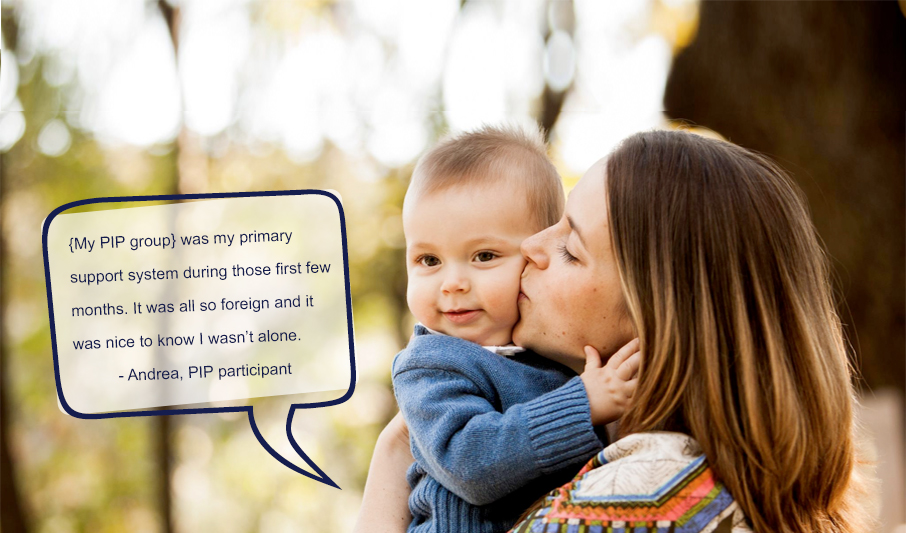 {My PIP group} was my primary
support system during those first few
months. It was all so foreign and it
was nice to know I wasn’t alone.
- Andrea, PIP participant